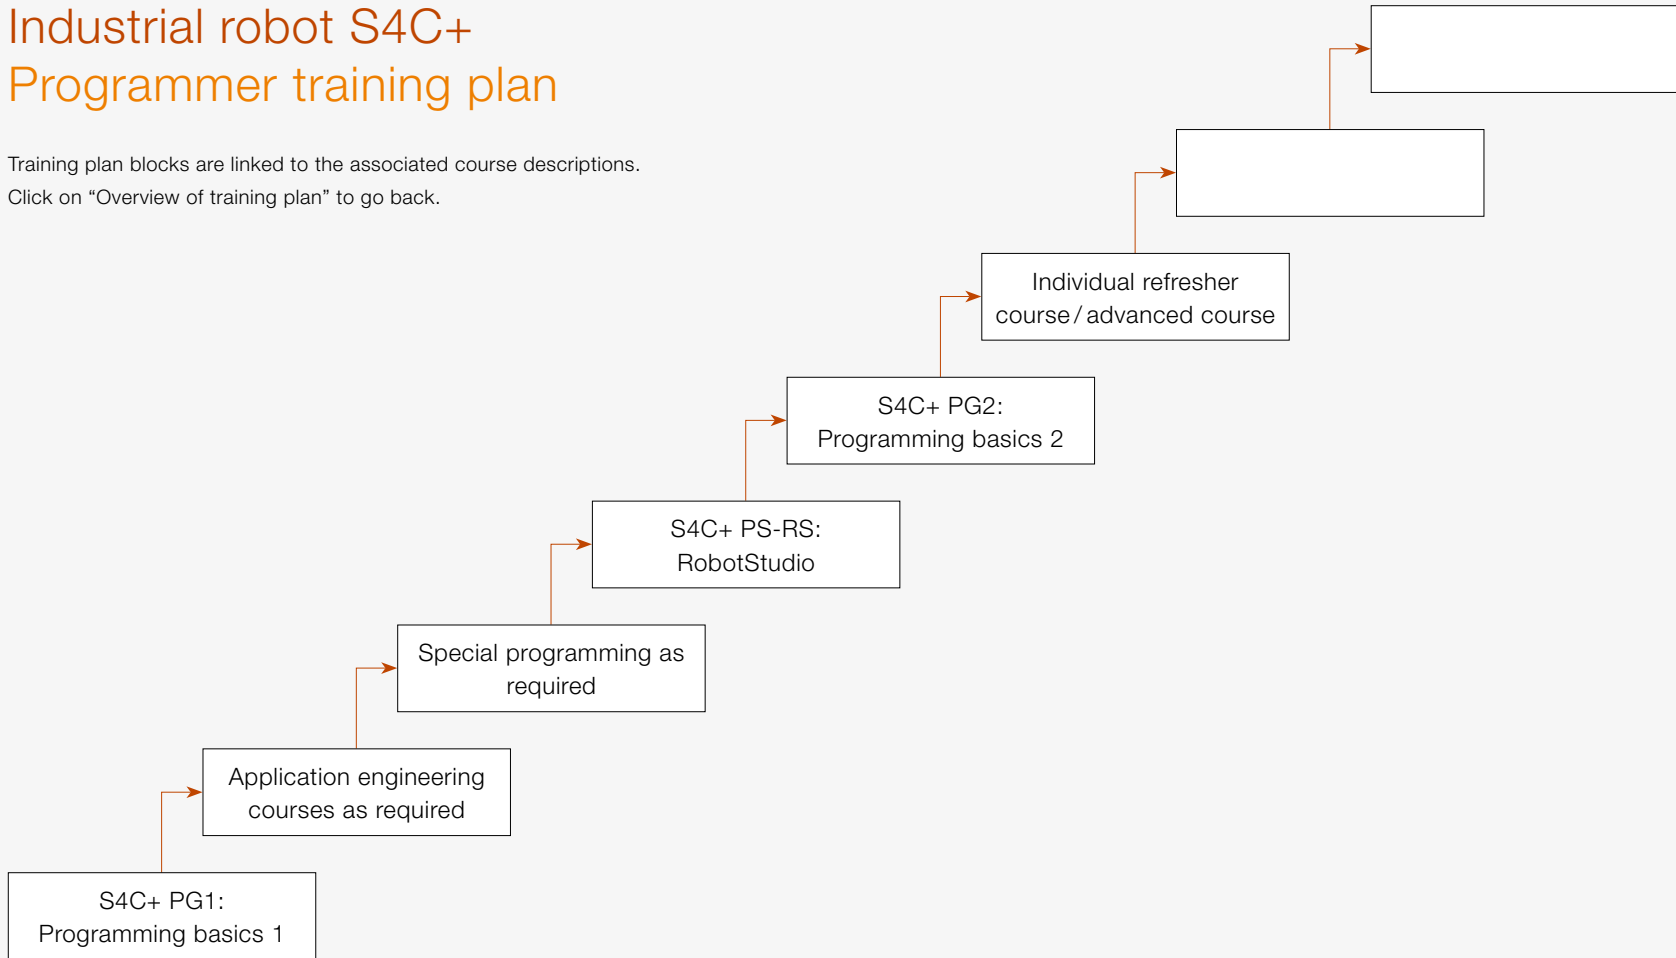 Industrial robot S4C+
Programmer training plan
Training plan blocks are linked to the associated course descriptions.
Click on “Overview of training plan” to go back.
Individual refresher
course / advanced course
S4C+ PG2:
Programming basics 2
S4C+ PS-RS:
RobotStudio
Special programming as
required
Application engineering
courses as required
S4C+ PG1:
Programming basics 1